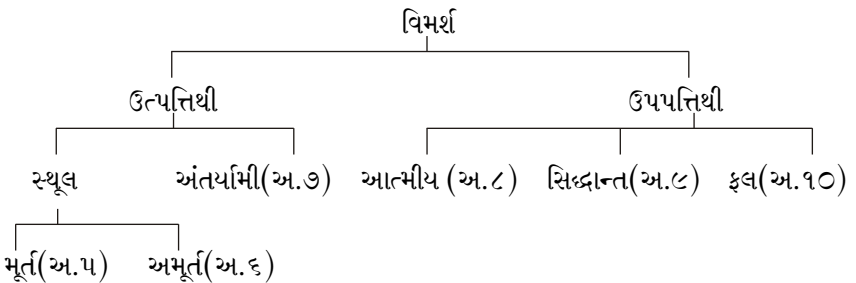 વિમર્શ
ઉત્પત્તિથી ઉપપત્તિથી
સ્થૂલ અંતર્યામી(અ.૭) આત્મીય (અ.૮) સિદ્ધાન્ત(અ.૯) ફલ(અ.૧૦)
મૂર્ત(અ.૫) અમૂર્ત(અ.૬)